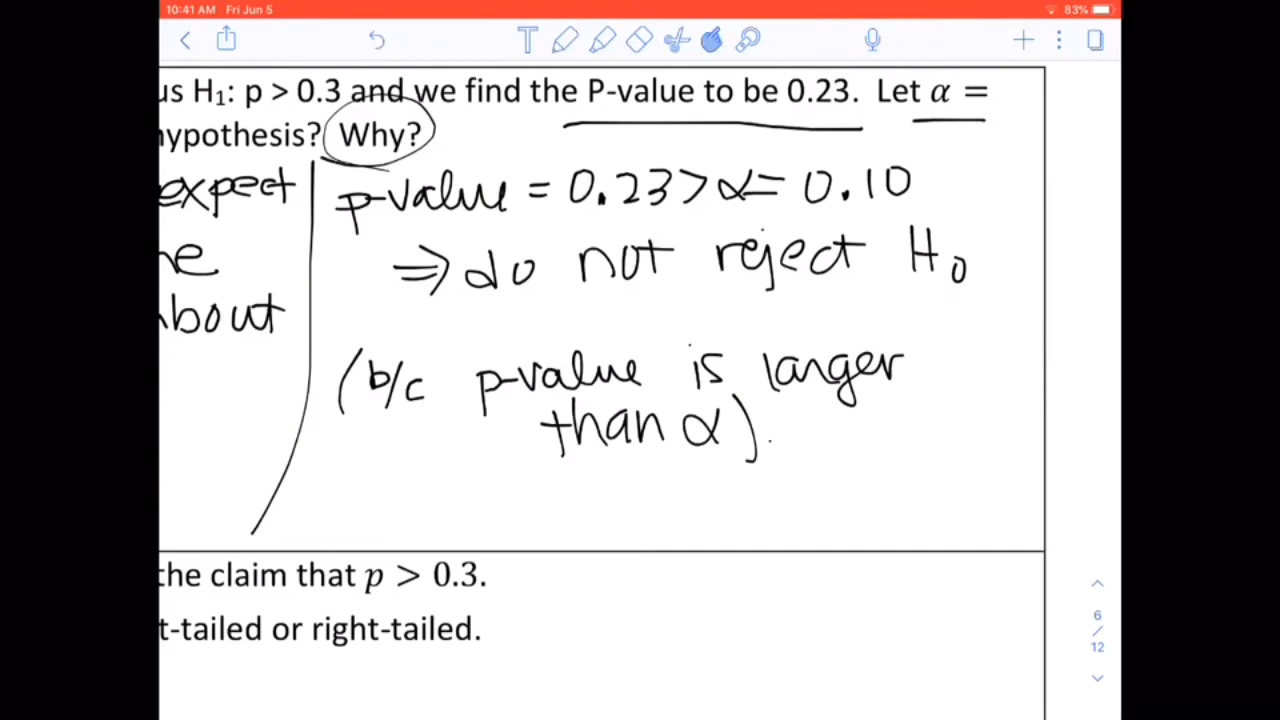 10:41 AM Fri Jun 5
83%
us H₁: p > 0.3 and we find the P-value to be 0.23. Let α =
hypothesis? Why?
expect
p-value = 0.23 > α = 0.10
⇒ do not reject H₀
about
(b/c p-value is larger
than α).
the claim that p > 0.3.
t-tailed or right-tailed.
6
/
12